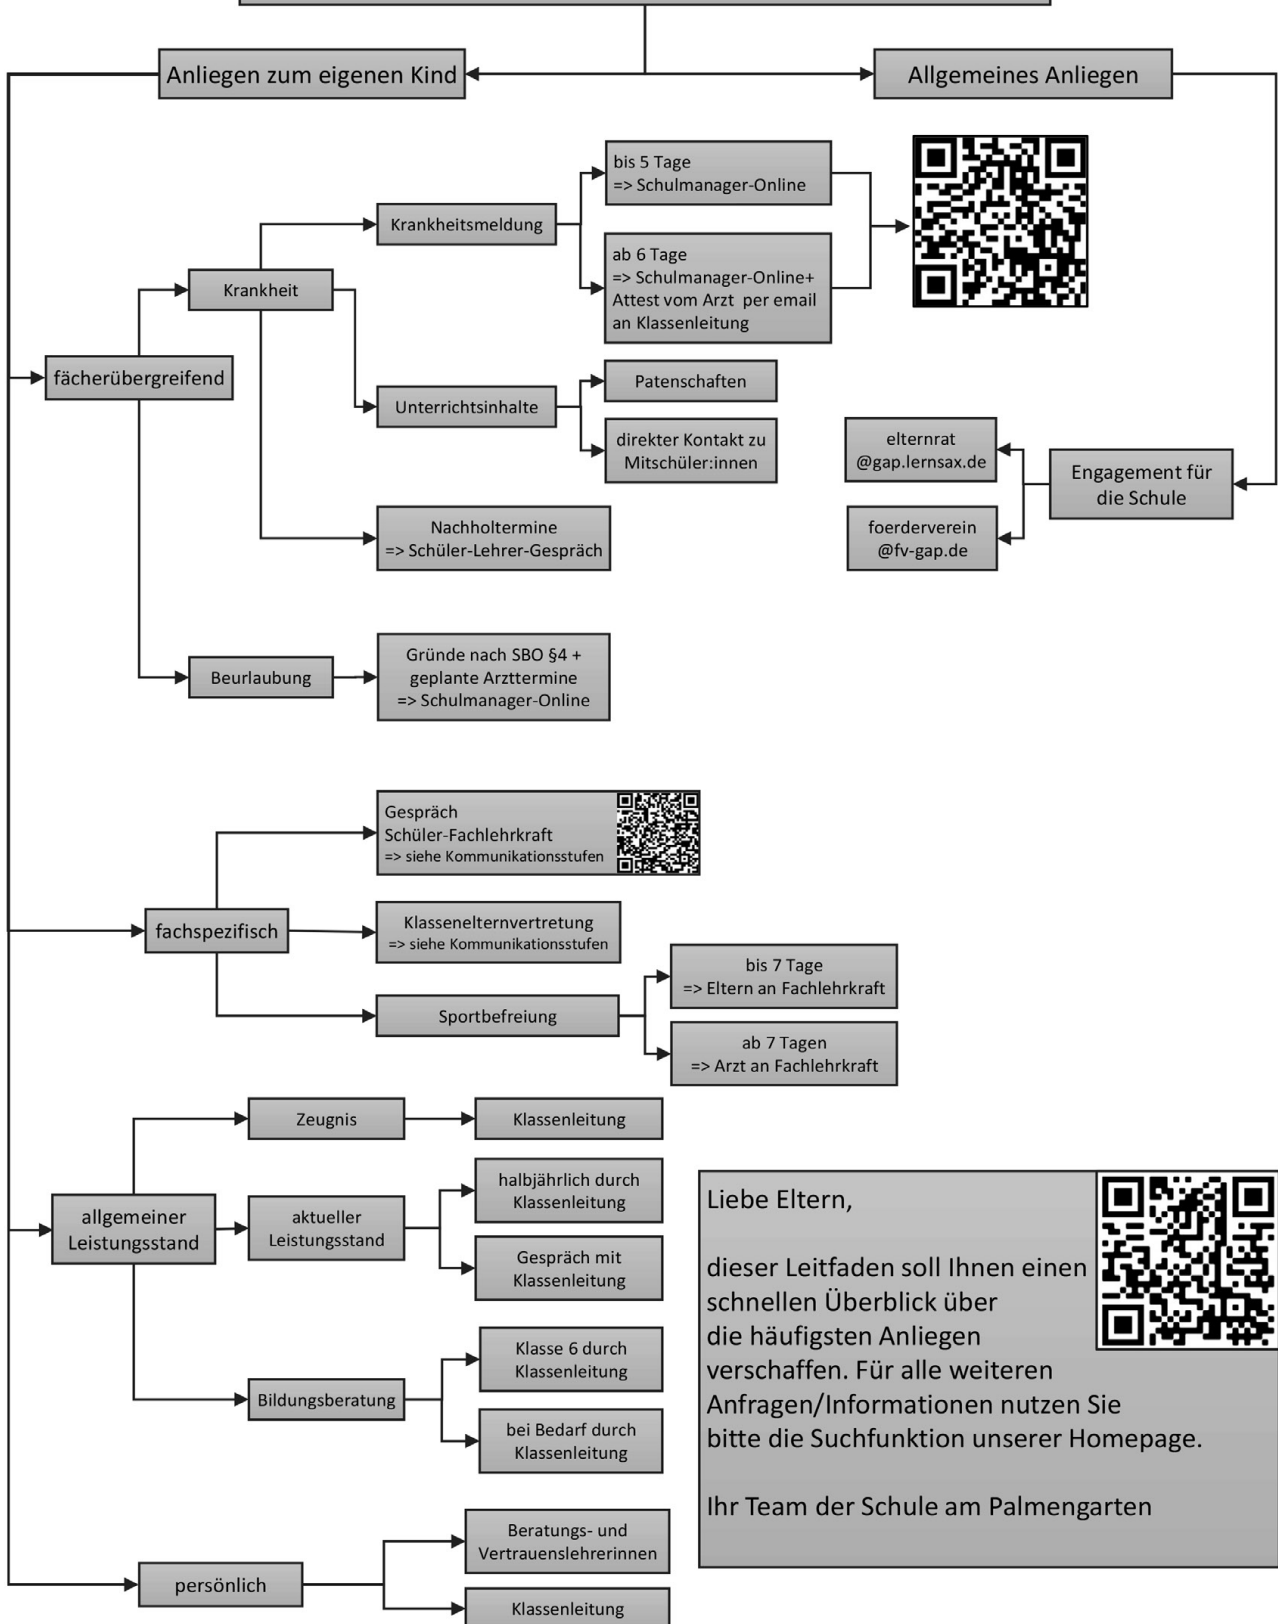 Anliegen zum eigenen Kind
Allgemeines Anliegen
bis 5 Tage
=> Schulmanager-Online
Krankheitsmeldung
ab 6 Tage
=> Schulmanager-Online+
Attest vom Arzt per email
an Klassenleitung
Krankheit
fächerübergreifend
Patenschaften
Unterrichtsinhalte
direkter Kontakt zu
Mitschüler:innen
elternrat
@gap.lernsax.de
Engagement für
die Schule
foerderverein
@fv-gap.de
Nachholtermine
=> Schüler-Lehrer-Gespräch
Beurlaubung
Gründe nach SBO §4 +
geplante Arzttermine
=> Schulmanager-Online
Gespräch
Schüler-Fachlehrkraft
=> siehe Kommunikationsstufen
fachspezifisch
Klassenelternvertretung
=> siehe Kommunikationsstufen
Sportbefreiung
bis 7 Tage
=> Eltern an Fachlehrkraft
ab 7 Tagen
=> Arzt an Fachlehrkraft
Zeugnis
Klassenleitung
allgemeiner
Leistungsstand
aktueller
Leistungsstand
halbjährlich durch
Klassenleitung
Gespräch mit
Klassenleitung
Bildungsberatung
Klasse 6 durch
Klassenleitung
bei Bedarf durch
Klassenleitung
Liebe Eltern,
dieser Leitfaden soll Ihnen einen
schnellen Überblick über
die häufigsten Anliegen
verschaffen. Für alle weiteren
Anfragen/Informationen nutzen Sie
bitte die Suchfunktion unserer Homepage.
Ihr Team der Schule am Palmengarten
persönlich
Beratungs- und
Vertrauenslehrerinnen
Klassenleitung